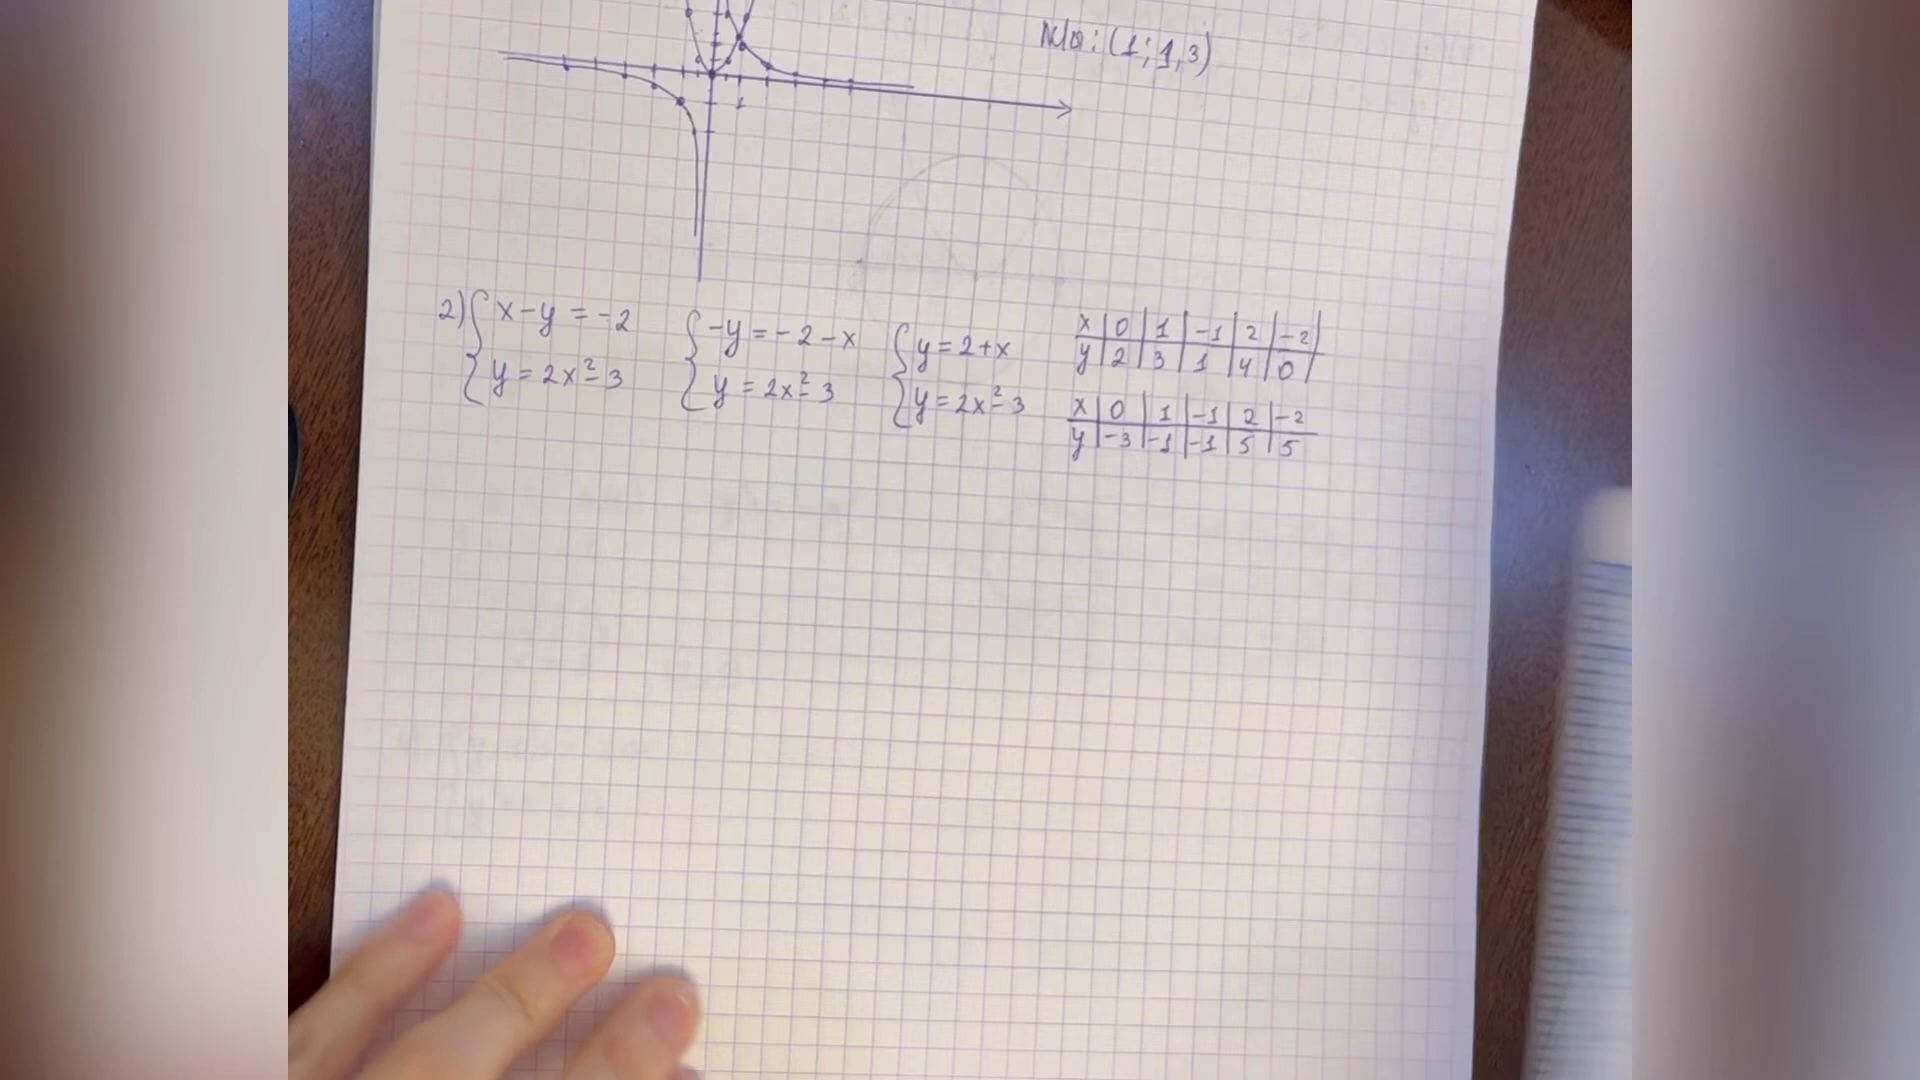 N/O: (1; 1,3)
1
2) { x-y = -2 { -y = -2-x { y = 2+x
{ y = 2x²-3 { y = 2x²-3 { y = 2x²-3
x | 0 | 1 | -1 | 2 | -2 |
y | 2 | 3 | 1 | 4 | 0 |
x | 0 | 1 | -1 | 2 | -2
y | -3 | -1 | -1 | 5 | 5